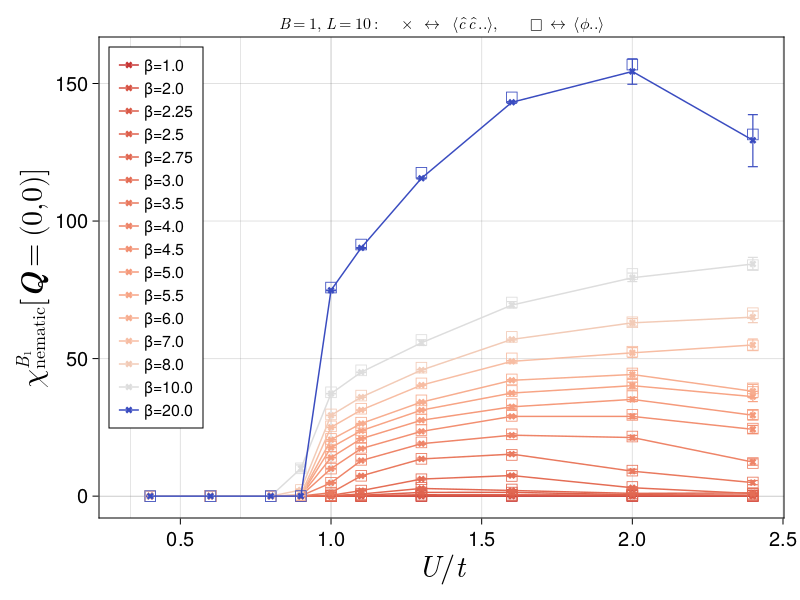 B = 1, L = 10 : × ↔ ⟨ĉ ĉ ..⟩, □ ↔ ⟨ϕ..⟩
150
100
50
0
χ^{B₁}_{nematic}[Q = (0,0)]
β=1.0
β=2.0
β=2.25
β=2.5
β=2.75
β=3.0
β=3.5
β=4.0
β=4.5
β=5.0
β=5.5
β=6.0
β=7.0
β=8.0
β=10.0
β=20.0
0.5 1.0 1.5 2.0 2.5
U/t